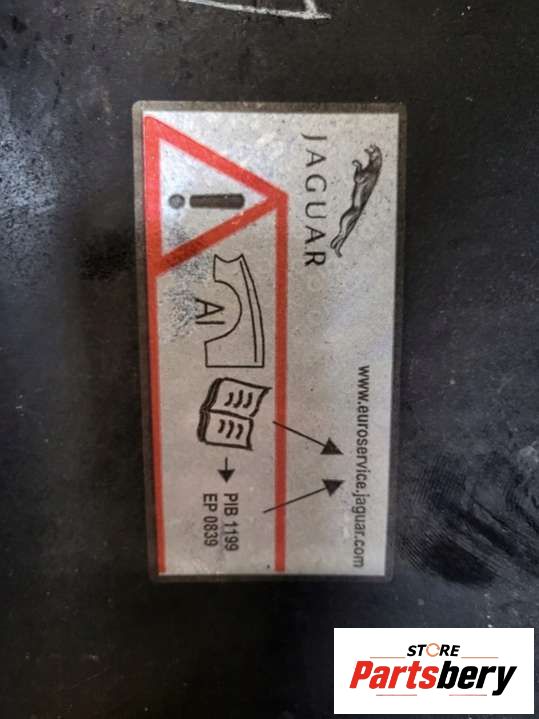 JAGUAR
www.euroservice.jaguar.com
Al
PIB 1199
EP 0839
STORE
Partsbery